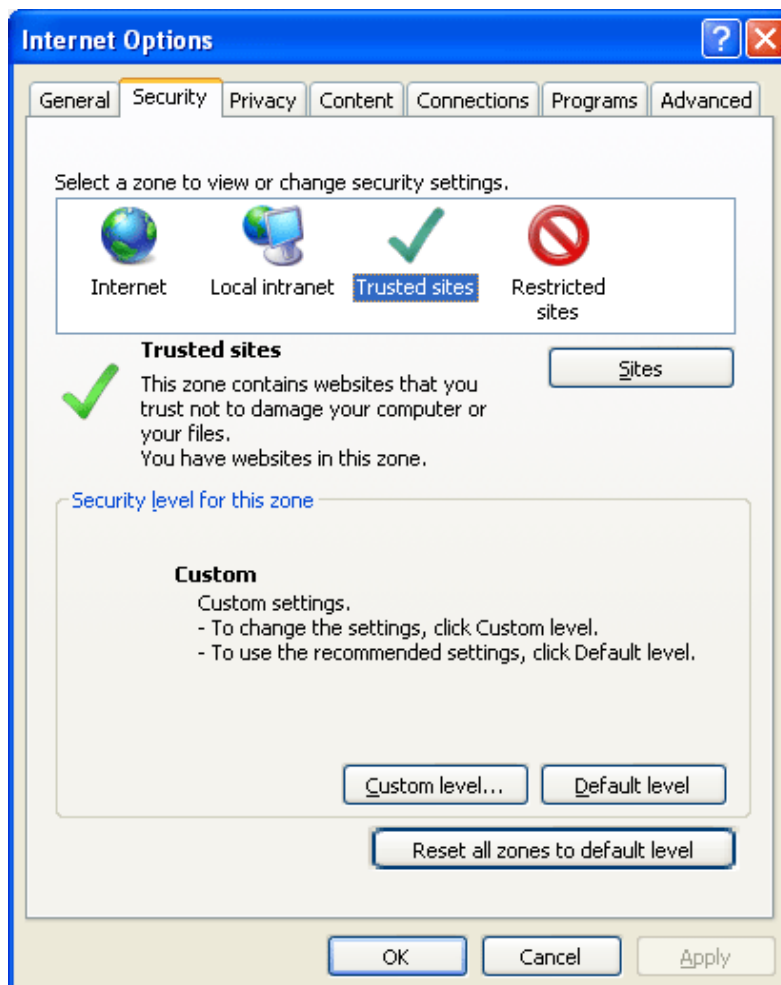 Internet Options
General Security Privacy Content Connections Programs Advanced
Select a zone to view or change security settings.
Internet Local intranet Trusted sites Restricted
sites
Trusted sites
Sites
This zone contains websites that you
trust not to damage your computer or
your files.
You have websites in this zone.
Security level for this zone
Custom
Custom settings.
- To change the settings, click Custom level.
- To use the recommended settings, click Default level.
Custom level... Default level
Reset all zones to default level
OK Cancel Apply